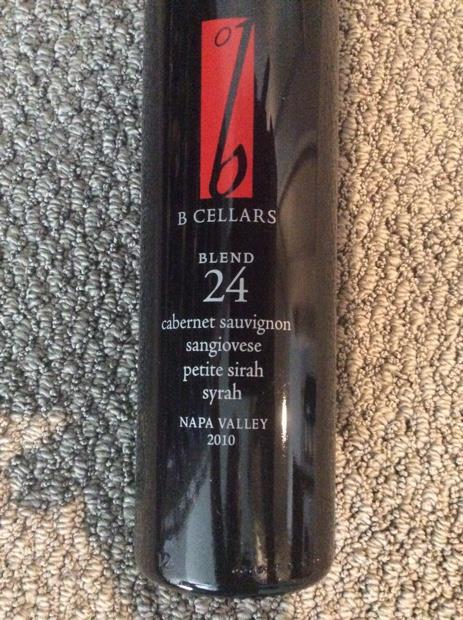 b
B CELLARS
BLEND
24
cabernet sauvignon
sangiovese
petite sirah
syrah
NAPA VALLEY
2010